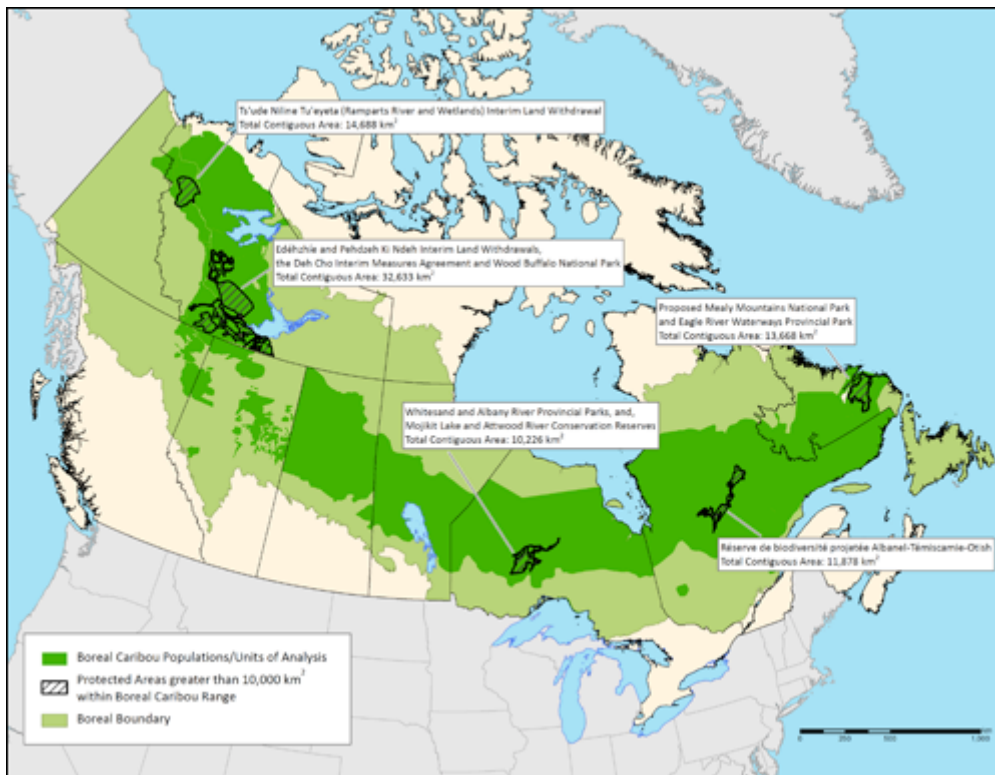 Ts'ude Niline Tu'eyeta (Ramparts River and Wetlands) Interim Land Withdrawal
Total Contiguous Area: 14,688 km²
Edéhzhíe and Pehdzeh Ki Ndeh Interim Land Withdrawals,
the Deh Cho Interim Measures Agreement and Wood Buffalo National Park
Total Contiguous Area: 32,633 km²
Proposed Mealy Mountains National Park
and Eagle River Waterways Provincial Park
Total Contiguous Area: 13,668 km²
Whitesand and Albany River Provincial Parks, and,
Mojikit Lake and Attwood River Conservation Reserves
Total Contiguous Area: 10,226 km²
Réserve de biodiversité projetée Albanel-Témiscamie-Otish
Total Contiguous Area: 11,878 km²
Boreal Caribou Populations/Units of Analysis
Protected Areas greater than 10,000 km²
within Boreal Caribou Range
Boreal Boundary
0 250 500 1,000